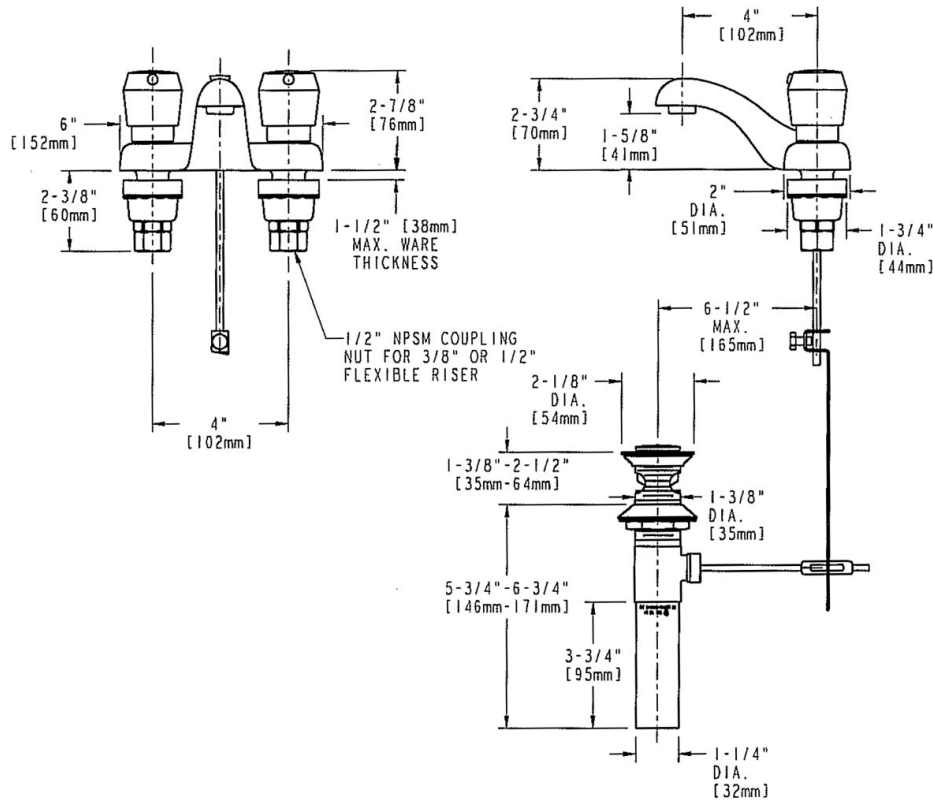 4"
[102mm]
6"
[152mm]
2-7/8"
[76mm]
2-3/4"
[70mm]
1-5/8"
[41mm]
2-3/8"
[60mm]
1-1/2" [38mm]
MAX. WARE
THICKNESS
2"
DIA.
[51mm]
1-3/4"
DIA.
[44mm]
6-1/2"
MAX.
[165mm]
1/2" NPSM COUPLING
NUT FOR 3/8" OR 1/2"
FLEXIBLE RISER
2-1/8"
DIA.
[54mm]
4"
[102mm]
1-3/8"-2-1/2"
[35mm-64mm]
1-3/8"
DIA.
[35mm]
5-3/4"-6-3/4"
[146mm-171mm]
3-3/4"
[95mm]
1-1/4"
DIA.
[32mm]